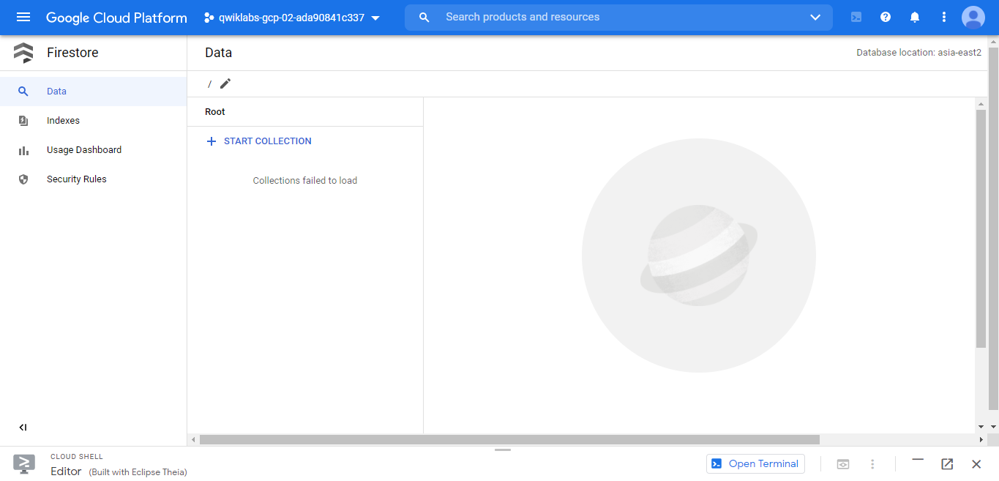 Google Cloud Platform
qwiklabs-gcp-02-ada90841c337
Search products and resources
Firestore
Data
Database location: asia-east2
Data
Indexes
Usage Dashboard
Security Rules
/
Root
START COLLECTION
Collections failed to load
CLOUD SHELL
Editor (Built with Eclipse Theia)
Open Terminal